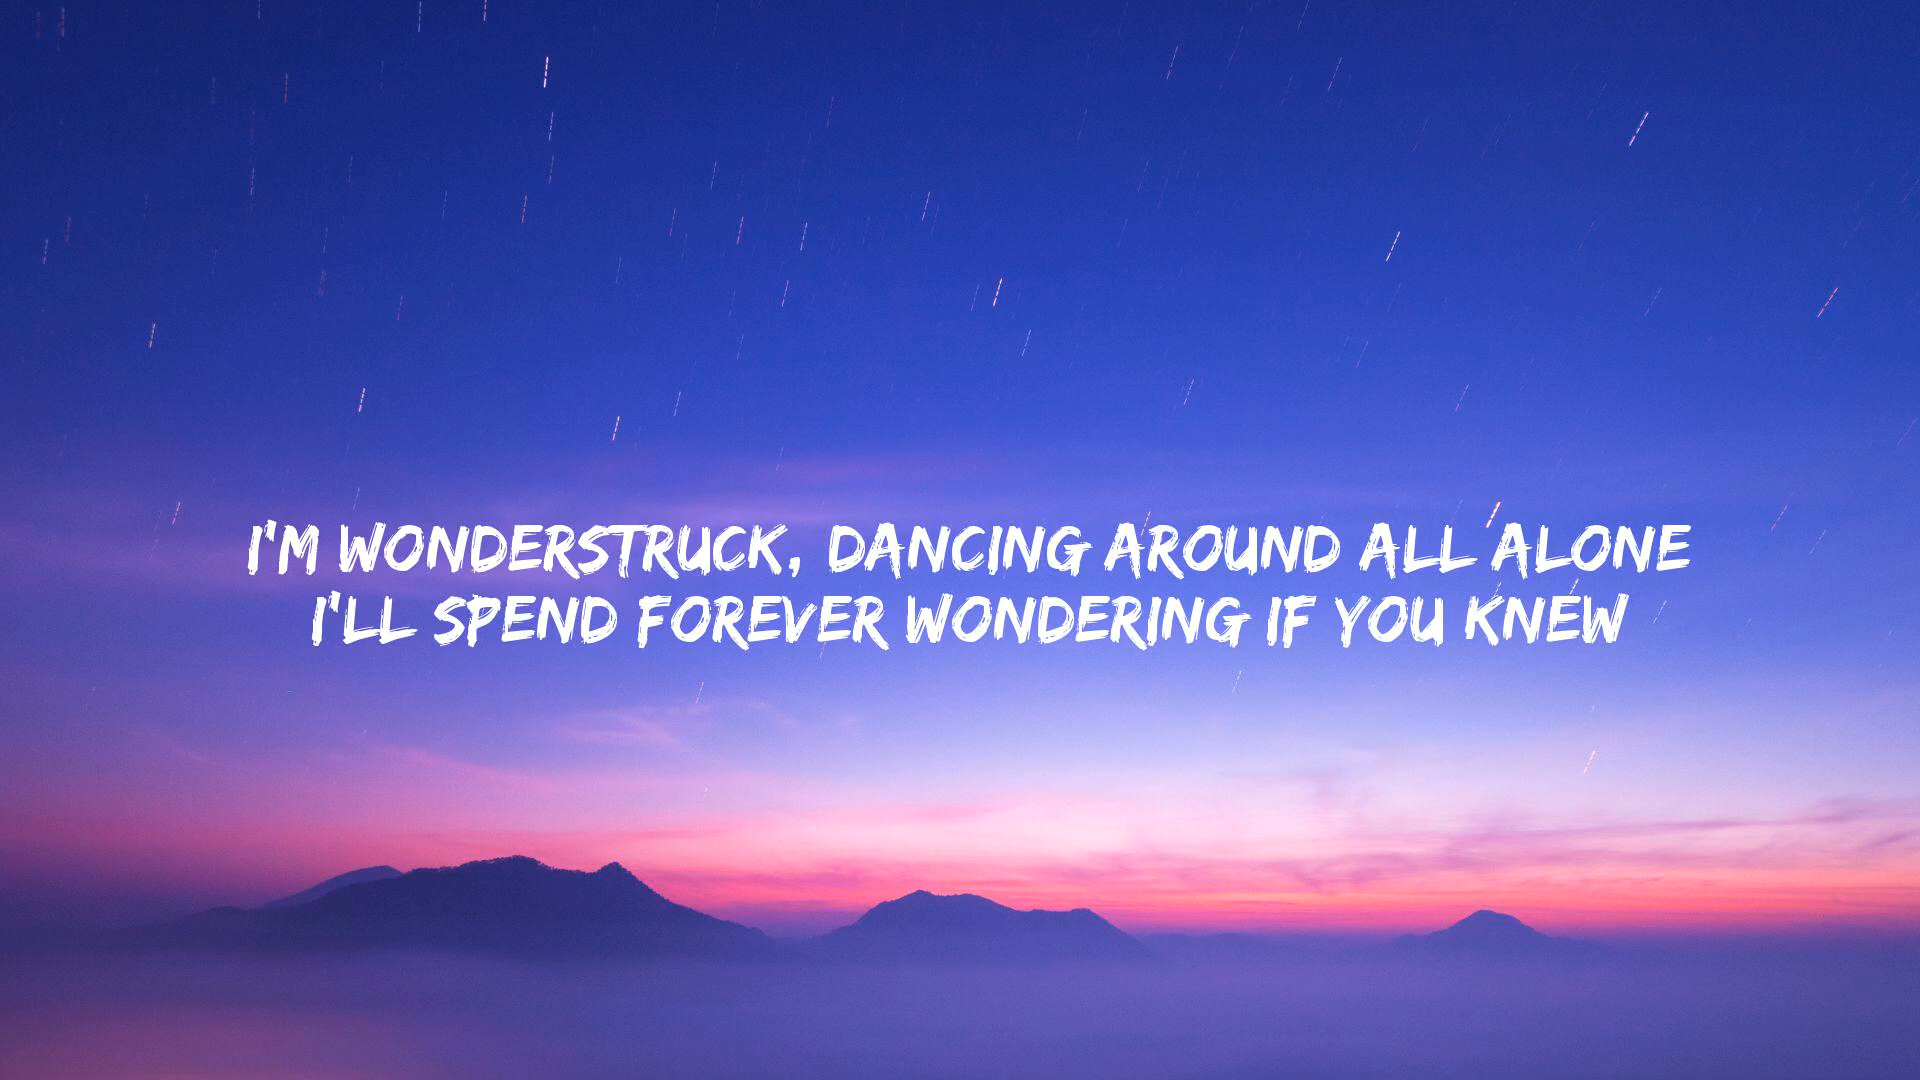 I'M WONDERSTRUCK, DANCING AROUND ALL ALONE
I'LL SPEND FOREVER WONDERING IF YOU KNEW